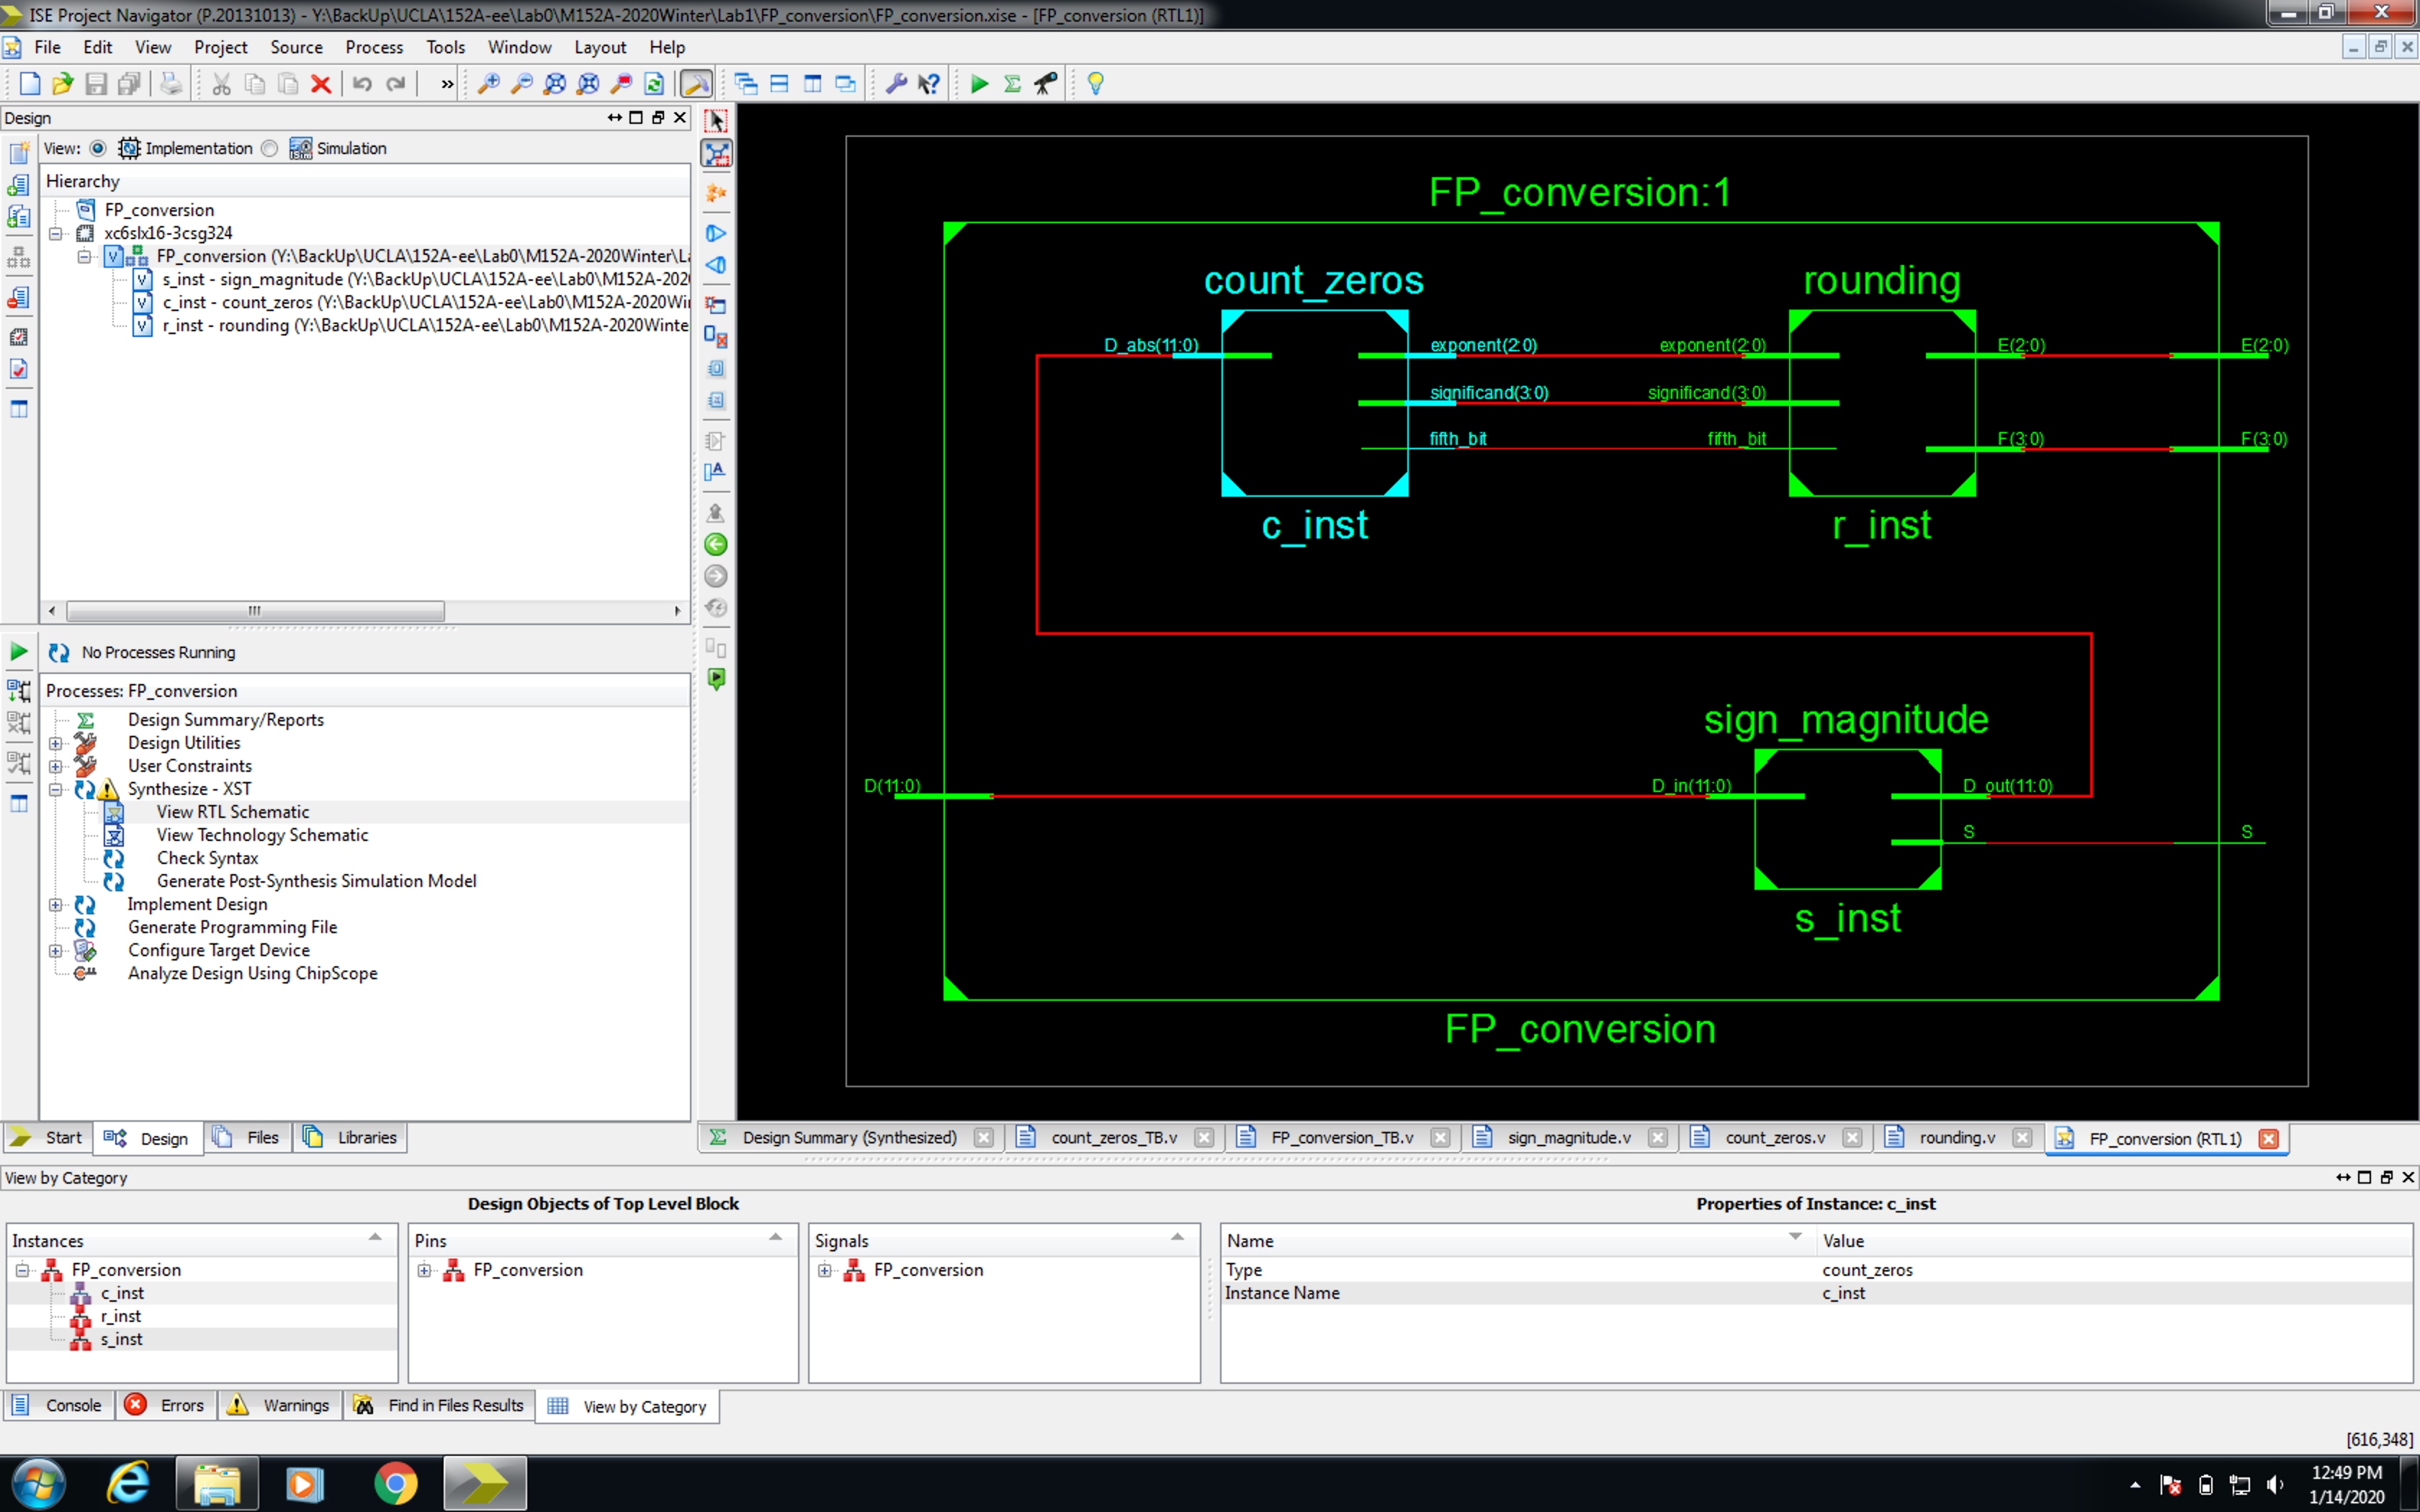 ISE Project Navigator (P.20131013) - Y:\BackUp\UCLA\152A-ee\Lab0\M152A-2020Winter\Lab1\FP_conversion\FP_conversion.xise - [FP_conversion (RTL1)]
File Edit View Project Source Process Tools Window Layout Help
Design
View: Implementation Simulation
Hierarchy
FP_conversion
xc6slx16-3csg324
FP_conversion (Y:\BackUp\UCLA\152A-ee\Lab0\M152A-2020Winter\La
s_inst - sign_magnitude (Y:\BackUp\UCLA\152A-ee\Lab0\M152A-202
c_inst - count_zeros (Y:\BackUp\UCLA\152A-ee\Lab0\M152A-2020Wi
r_inst - rounding (Y:\BackUp\UCLA\152A-ee\Lab0\M152A-2020Winte
No Processes Running
Processes: FP_conversion
Design Summary/Reports
Design Utilities
User Constraints
Synthesize - XST
View RTL Schematic
View Technology Schematic
Check Syntax
Generate Post-Synthesis Simulation Model
Implement Design
Generate Programming File
Configure Target Device
Analyze Design Using ChipScope
Start Design Files Libraries
FP_conversion:1
count_zeros rounding
D_abs(11:0) exponent(2:0) exponent(2:0) E(2:0) E(2:0)
significand(3:0) significand(3:0)
fifth_bit fifth_bit F(3:0) F(3:0)
c_inst r_inst
sign_magnitude
D(11:0) D_in(11:0) D_out(11:0)
S S
s_inst
FP_conversion
Design Summary (Synthesized) count_zeros_TB.v FP_conversion_TB.v sign_magnitude.v count_zeros.v rounding.v FP_conversion (RTL1)
View by Category
Design Objects of Top Level Block Properties of Instance: c_inst
Instances Pins Signals Name Value
FP_conversion FP_conversion FP_conversion Type count_zeros
c_inst Instance Name c_inst
r_inst
s_inst
Console Errors Warnings Find in Files Results View by Category
[616,348]
12:49 PM
1/14/2020